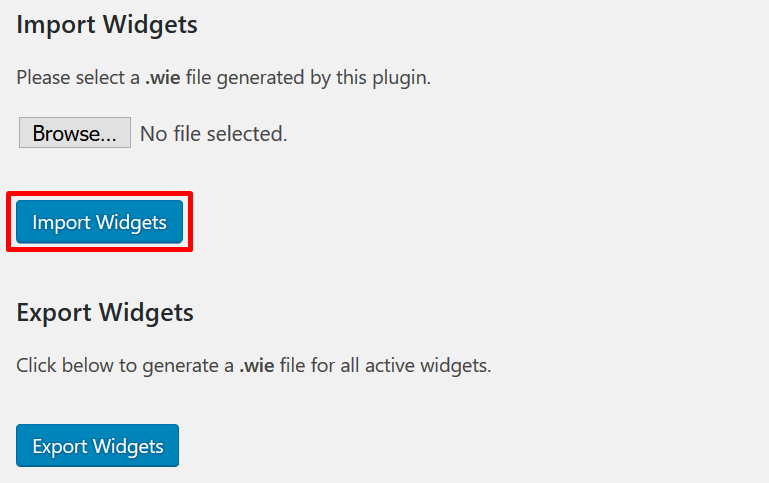 Import Widgets
Please select a .wie file generated by this plugin.
Browse... No file selected.
Import Widgets
Export Widgets
Click below to generate a .wie file for all active widgets.
Export Widgets